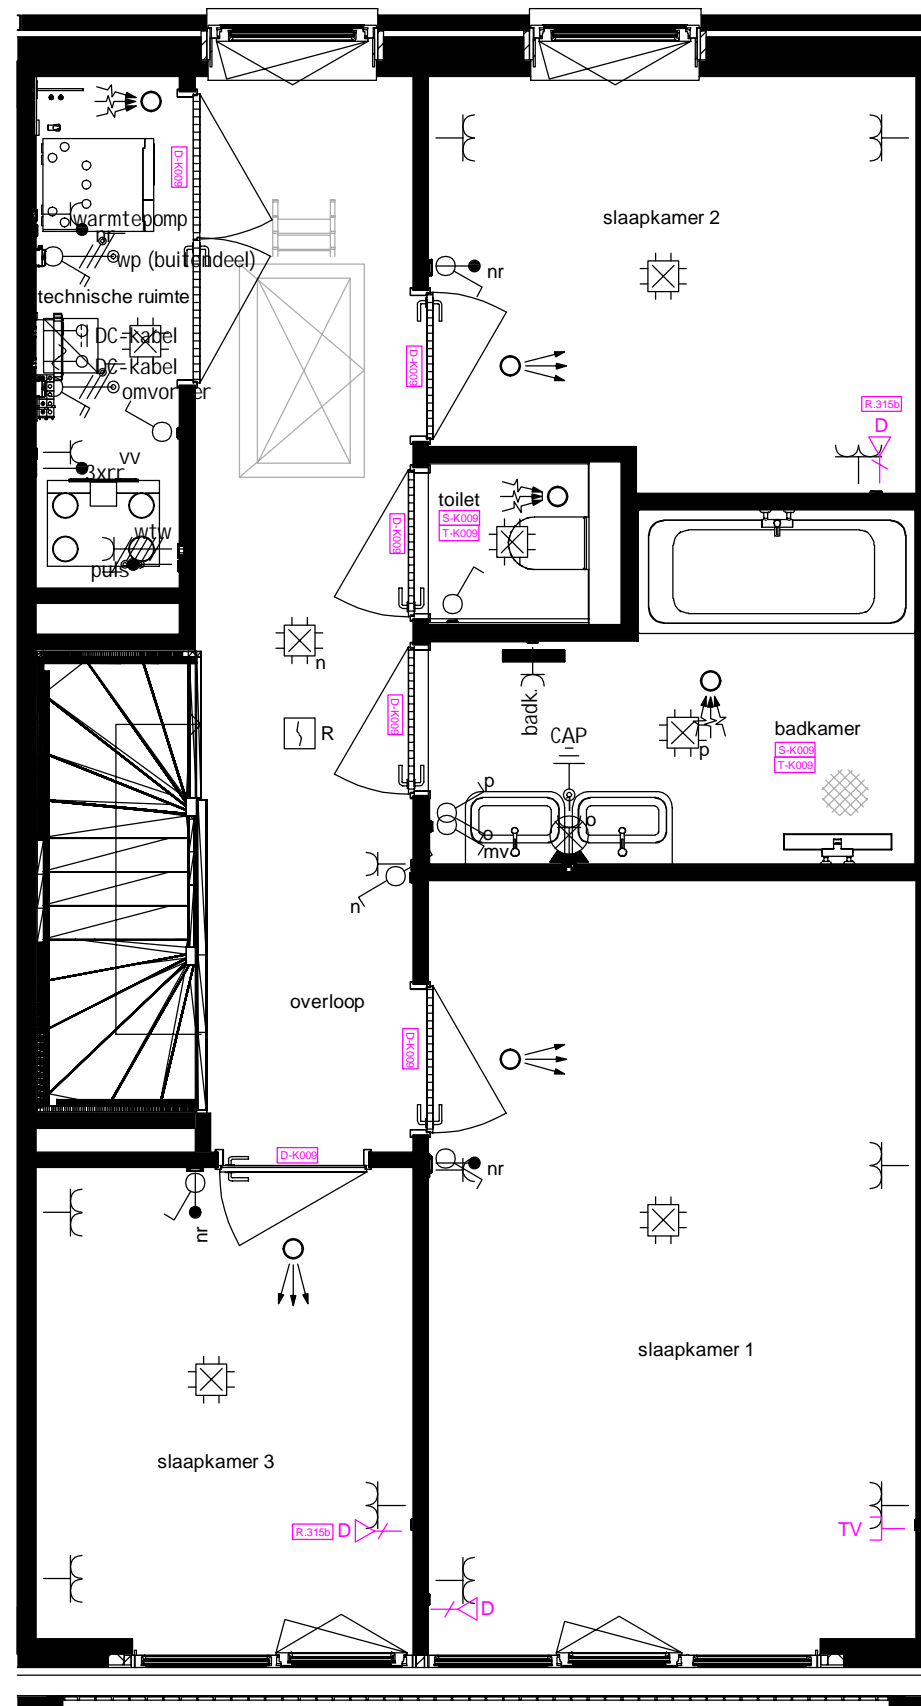 D-K009
warmtepomp
nr
wp (buitendeel)
technische ruimte
DC-kabel
DC-kabel
omvormer
vv
3xrr
wtw
puls
slaapkamer 2
nr
D-K009
R.315b
D
toilet
S-K009
T-K009
D-K009
n
R
D-K009
badk.
CAP
p
badkamer
S-K009
T-K009
p
o
o
mv
n
overloop
D-K009
D-K009
nr
nr
slaapkamer 1
slaapkamer 3
R.315b D
TV
D